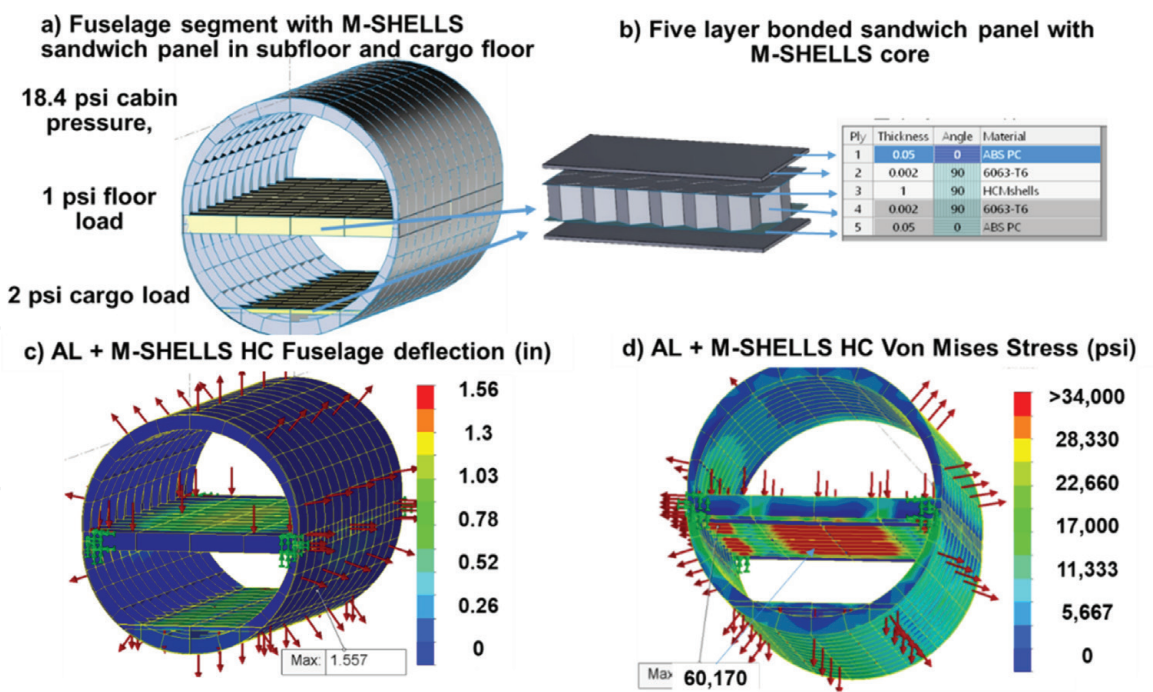 a) Fuselage segment with M-SHELLS
sandwich panel in subfloor and cargo floor
18.4 psi cabin
pressure,
1 psi floor
load
2 psi cargo load
b) Five layer bonded sandwich panel with
M-SHELLS core
Ply Thickness Angle Material
1 0.05 0 ABS PC
2 0.002 90 6063-T6
3 1 90 HCMshells
4 0.002 90 6063-T6
5 0.05 0 ABS PC
c) AL + M-SHELLS HC Fuselage deflection (in)
1.56
1.3
1.03
0.78
0.52
0.26
0
Max: 1.557
d) AL + M-SHELLS HC Von Mises Stress (psi)
>34,000
28,330
22,660
17,000
11,333
5,667
0
Max 60,170